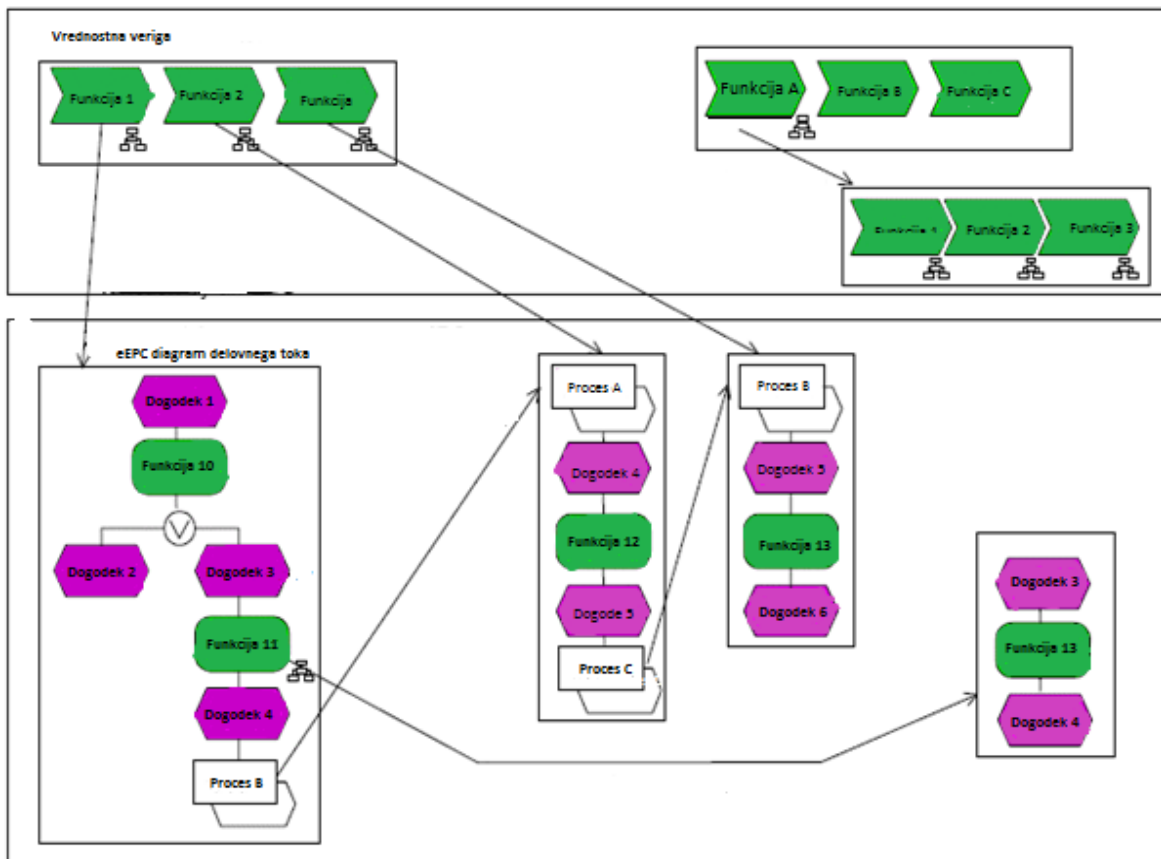 Vrednostna veriga
Funkcija 1
Funkcija 2
Funkcija
Funkcija A
Funkcija B
Funkcija C
Funkcija 1
Funkcija 2
Funkcija 3
eEPC diagram delovnega toka
Dogodek 1
Funkcija 10
Dogodek 2
Dogodek 3
Funkcija 11
Dogodek 4
Proces B
Proces A
Dogodek 4
Funkcija 12
Dogode 5
Proces C
Proces B
Dogodek 5
Funkcija 13
Dogodek 6
Dogodek 3
Funkcija 13
Dogodek 4